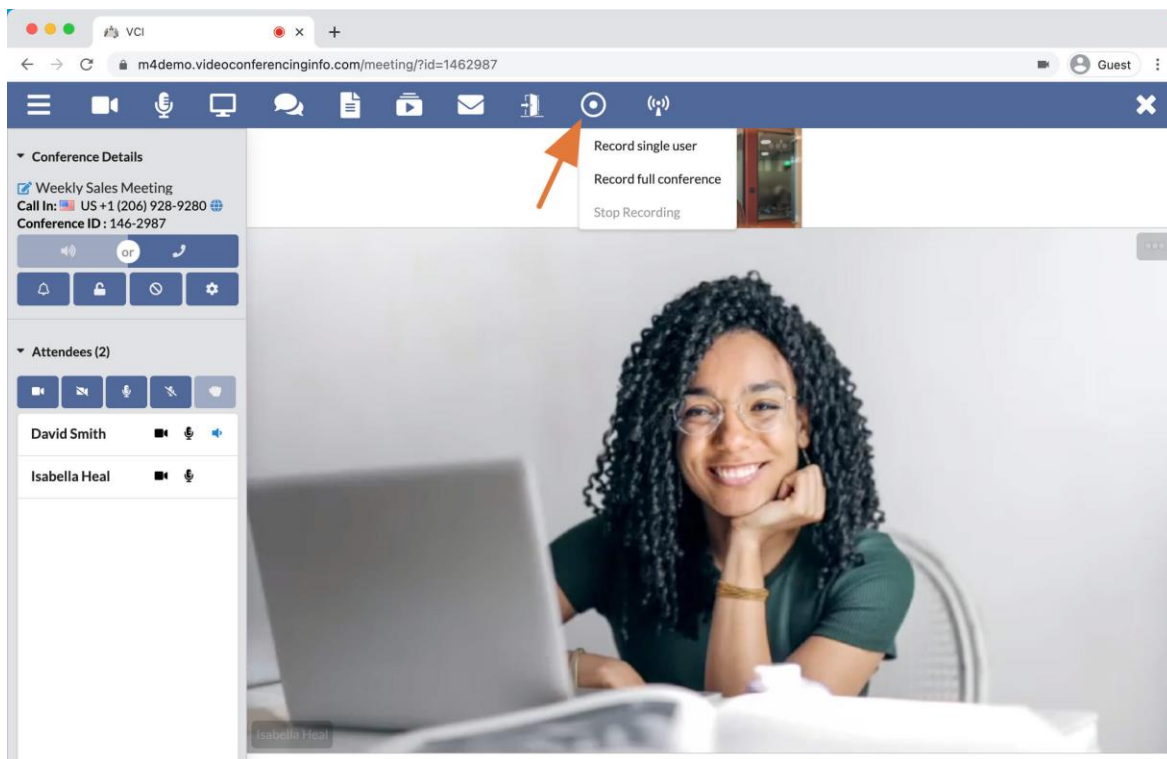 VCI
m4demo.videoconferencinginfo.com/meeting/?id=1462987
Guest
Record single user
Record full conference
Stop Recording
Conference Details
Weekly Sales Meeting
Call In: US +1 (206) 928-9280
Conference ID : 146-2987
or
Attendees (2)
David Smith
Isabella Heal
Isabella Heal